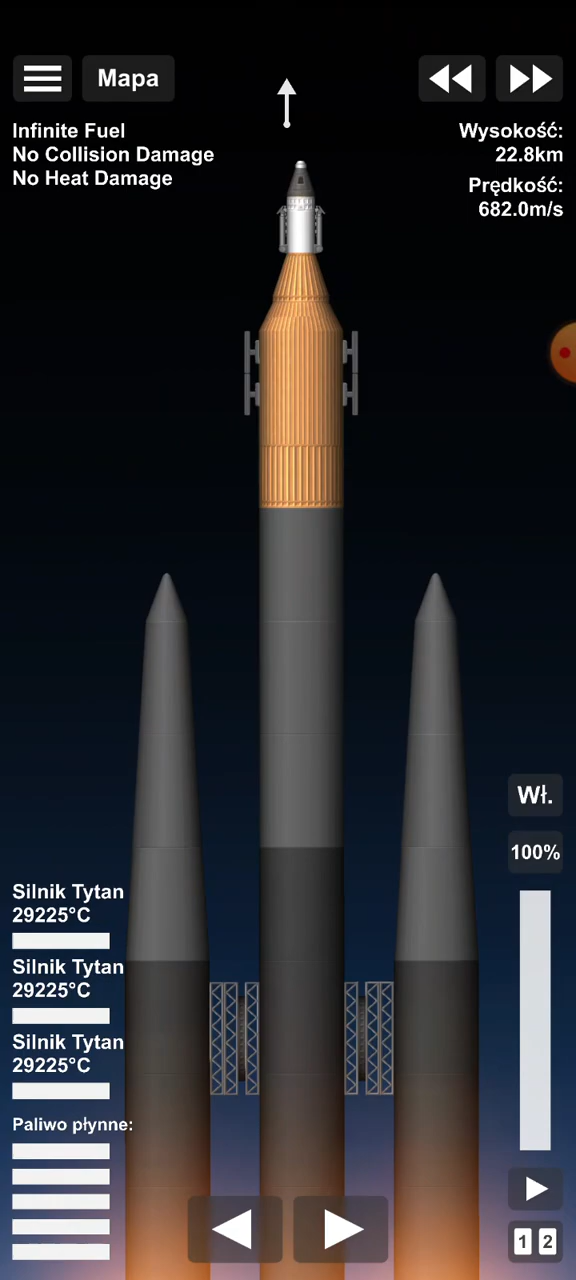 Mapa
Infinite Fuel
No Collision Damage
No Heat Damage
Wysokość:
22.8km
Prędkość:
682.0m/s
Wł.
100%
Silnik Tytan
29225°C
Silnik Tytan
29225°C
Silnik Tytan
29225°C
Paliwo płynne:
1 2